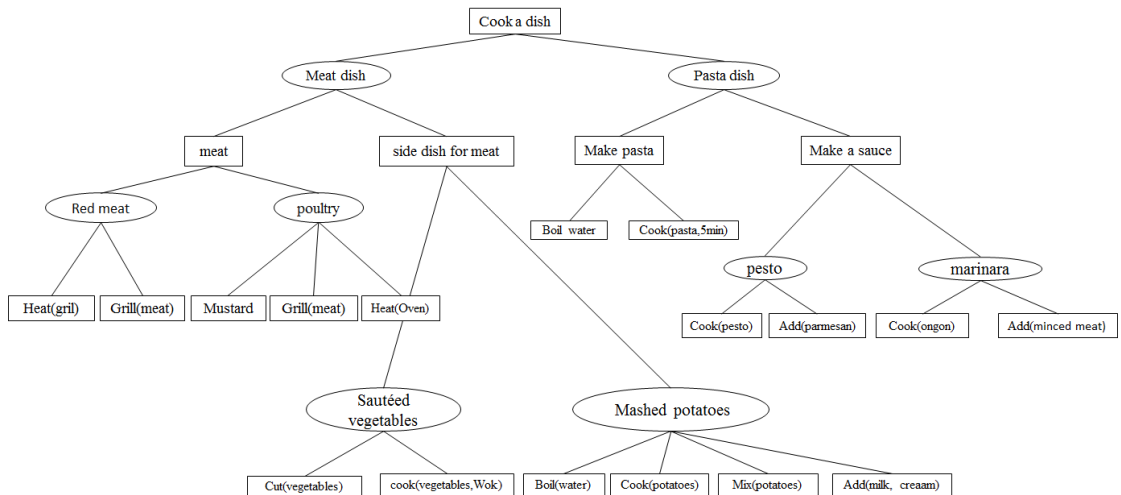 Cook a dish
Meat dish
Pasta dish
meat
side dish for meat
Make pasta
Make a sauce
Red meat
poultry
Boil water
Cook(pasta,5min)
pesto
marinara
Heat(gril)
Grill(meat)
Mustard
Grill(meat)
Heat(Oven)
Cook(pesto)
Add(parmesan)
Cook(ongon)
Add(minced meat)
Sautéed
vegetables
Mashed potatoes
Cut(vegetables)
cook(vegetables,Wok)
Boil(water)
Cook(potatoes)
Mix(potatoes)
Add(milk, creaam)